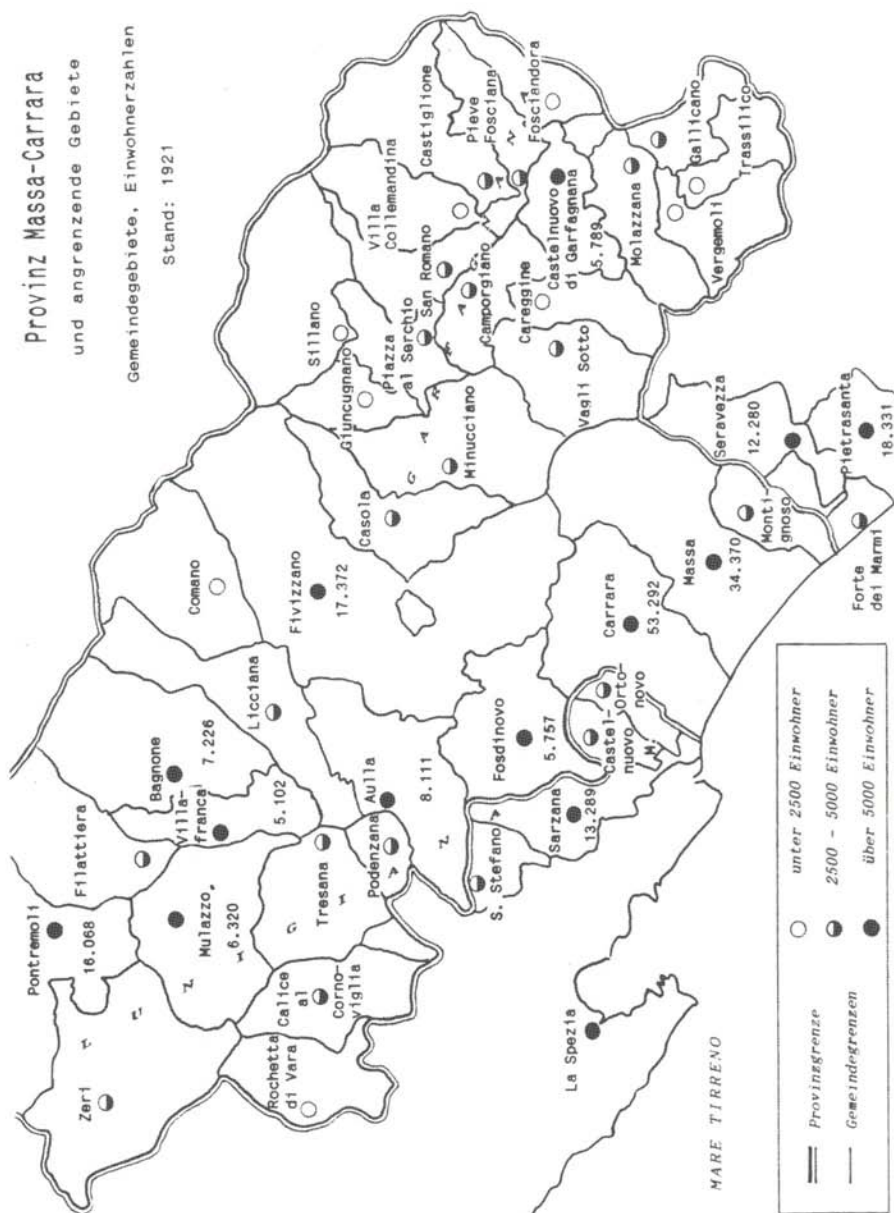 Provinz Massa-Carrara
und angrenzende Gebiete
Gemeindegebiete, Einwohnerzahlen
Stand: 1921
Pontremoli
16.068
Zeri
Filattiera
Bagnone
7.226
Villa-
franca
5.102
Mulazzo
6.320
Comano
Licciana
Tresana
Calice
al
Corno-
viglia
Rochetta
di Vara
Podenzana
Aulla
8.111
Fivizzano
17.372
Casola
Giuncugnano
Sillano
Piazza
al Serchio
Minucciano
Villa
Collemandina
San Romano
Camporgiano
Castiglione
Pieve
Fosciana
Fosciandora
Castelnuovo
di Garfagnana
5.789
Careggine
Vagli Sotto
Molazzana
Gallicano
Trassilico
Vergemoli
S. Stefano
Sarzana
13.289
Fosdinovo
5.757
Castel-
nuovo
M.
Orto-
novo
Carrara
53.292
Massa
34.370
Monti-
gnoso
Seravezza
12.280
Pietrasanta
18.331
Forte
dei Marmi
La Spezia
MARE TIRRENO
Provinzgrenze
Gemeindegrenzen
unter 2500 Einwohner
2500 - 5000 Einwohner
über 5000 Einwohner
L U N I G I A N A
G A R F A G N A N A